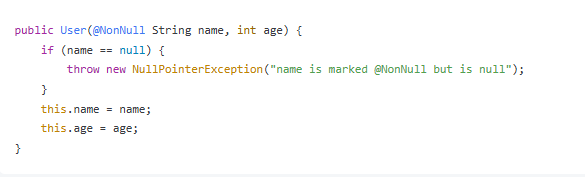 public User(@NonNull String name, int age) {
    if (name == null) {
        throw new NullPointerException("name is marked @NonNull but is null");
    }
    this.name = name;
    this.age = age;
}